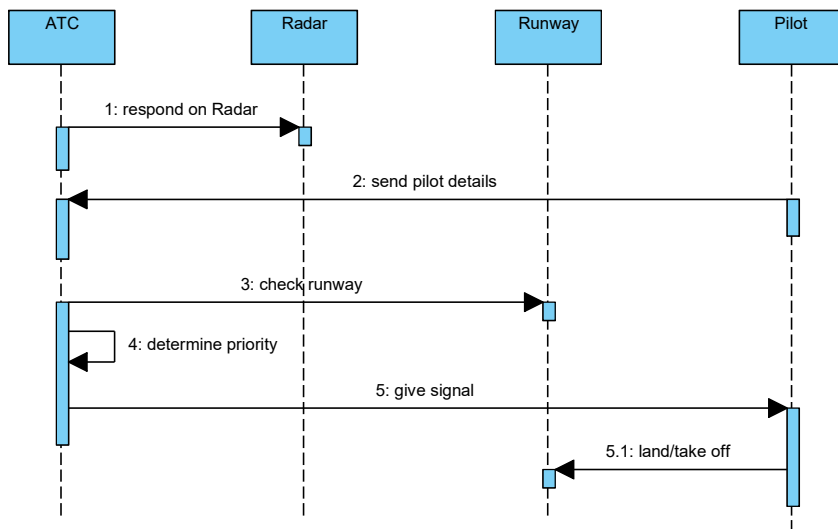 ATC
Radar
Runway
Pilot
1: respond on Radar
2: send pilot details
3: check runway
4: determine priority
5: give signal
5.1: land/take off